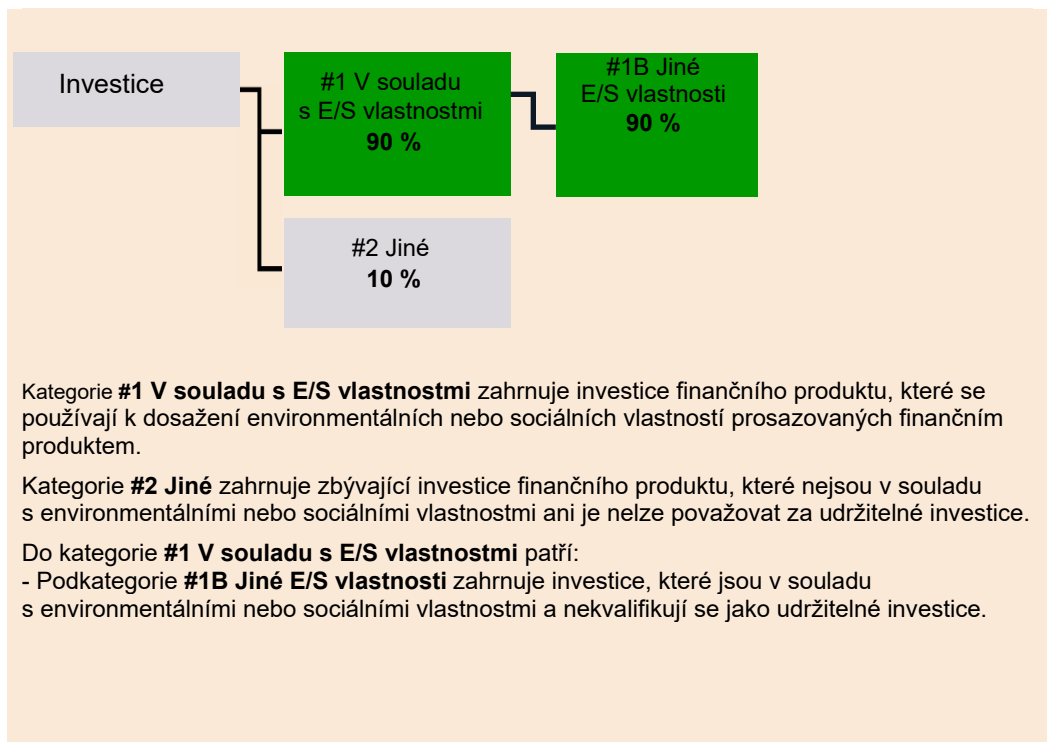 Investice
#1 V souladu
s E/S vlastnostmi
90 %
#1B Jiné
E/S vlastnosti
90 %
#2 Jiné
10 %
Kategorie #1 V souladu s E/S vlastnostmi zahrnuje investice finančního produktu, které se
používají k dosažení environmentálních nebo sociálních vlastností prosazovaných finančním
produktem.
Kategorie #2 Jiné zahrnuje zbývající investice finančního produktu, které nejsou v souladu
s environmentálními nebo sociálními vlastnostmi ani je nelze považovat za udržitelné investice.
Do kategorie #1 V souladu s E/S vlastnostmi patří:
- Podkategorie #1B Jiné E/S vlastnosti zahrnuje investice, které jsou v souladu
s environmentálními nebo sociálními vlastnostmi a nekvalifikují se jako udržitelné investice.